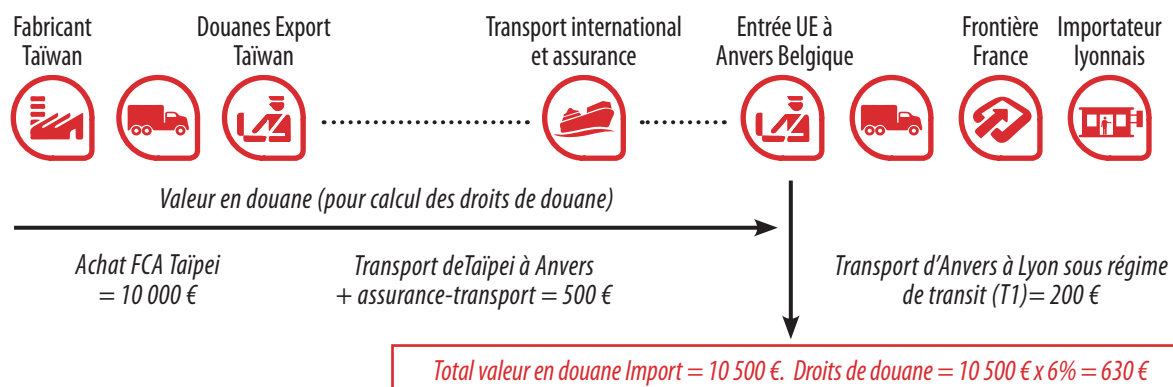 Fabricant
Taïwan
Douanes Export
Taïwan
Transport international
et assurance
Entrée UE à
Anvers Belgique
Frontière
France
Importateur
lyonnais
Valeur en douane (pour calcul des droits de douane)
Achat FCA Taïpei
= 10 000 €
Transport deTaïpei à Anvers
+ assurance-transport = 500 €
Transport d’Anvers à Lyon sous régime
de transit (T1)= 200 €
Total valeur en douane Import = 10 500 €. Droits de douane = 10 500 € x 6% = 630 €